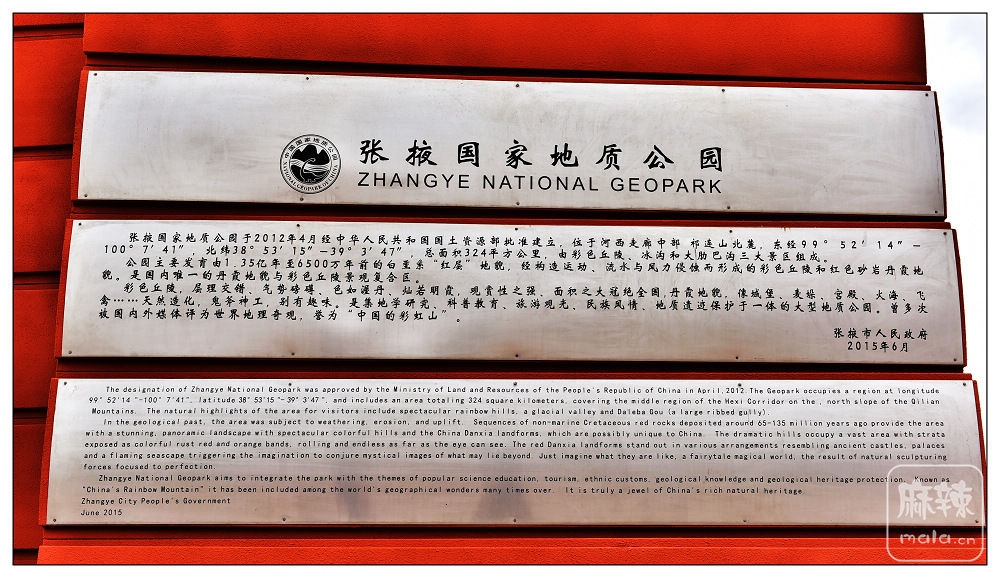 中国国家地质公园
NATIONAL GEOPARK OF CHINA
张掖国家地质公园
ZHANGYE NATIONAL GEOPARK
张掖国家地质公园于2012年4月经中华人民共和国国土资源部批准建立，位于河西走廊中部 祁连山北麓，东经99°52′14″—
100°7′41″ 北纬38°53′15″—39°3′47″，总面积324平方公里，由彩色丘陵、冰沟和大肋巴沟三大景区组成。
公园主要发育由1.35亿年至6500万年前的白垩系“红层”地貌，经构造运动、流水与风力侵蚀而形成的彩色丘陵和红色砂岩丹霞地
貌。是国内唯一的丹霞地貌与彩色丘陵景观复合区。
彩色丘陵，层理交错、气势磅礴、色如渥丹、灿若明霞，观赏性之强、面积之大冠绝全国，丹霞地貌，像城堡、麦垛、宫殿、火海、飞
禽……天然造化，鬼斧神工，别有趣味。是集地学研究、科普教育、旅游观光、民族风情、地质遗迹保护于一体的大型地质公园。曾多次
被国内外媒体评为世界地理奇观，誉为“中国的彩虹山”。
张掖市人民政府
2015年6月
The designation of Zhangye National Geopark was approved by the Ministry of Land and Resources of the People's Republic of China in April, 2012. The Geopark occupies a region at longitude
99° 52'14 "-100° 7'41", latitude 38° 53'15 "-39° 3'47", and includes an area totaling 324 square kilometers, covering the middle region of the Hexi Corridor on the , north slope of the Qilian
Mountains. The natural highlights of the area for visitors include spectacular rainbow hills, a glacial valley and Daleba Gou (a large ribbed gully).
In the geological past, the area was subject to weathering, erosion, and uplift. Sequences of non-marine Cretaceous red rocks deposited around 65-135 million years ago provide the area
with a stunning, panoramic landscape with spectacular colorful hills and the China Danxia landforms, which are possibly unique to China. The dramatic hills occupy a vast area with strata
exposed as colorful rust red and orange bands, rolling and endless as far as the eye can see. The red Danxia landforms stand out in various arrangements resembling ancient castles, palaces
and a flaming seascape triggering the imagination to conjure mystical images of what may lie beyond. Just imagine what they are like, a fairytale magical world, the result of natural sculpturing
forces focused to perfection.
Zhangye National Geopark aims to integrate the park with the themes of popular science education, tourism, ethnic customs, geological knowledge and geological heritage protection. Known as
"China's Rainbow Mountain" it has been included among the world's geographical wonders many times over. It is truly a jewel of China's rich natural heritage.
Zhangye City People's Government
June 2015
麻辣
mala.cn